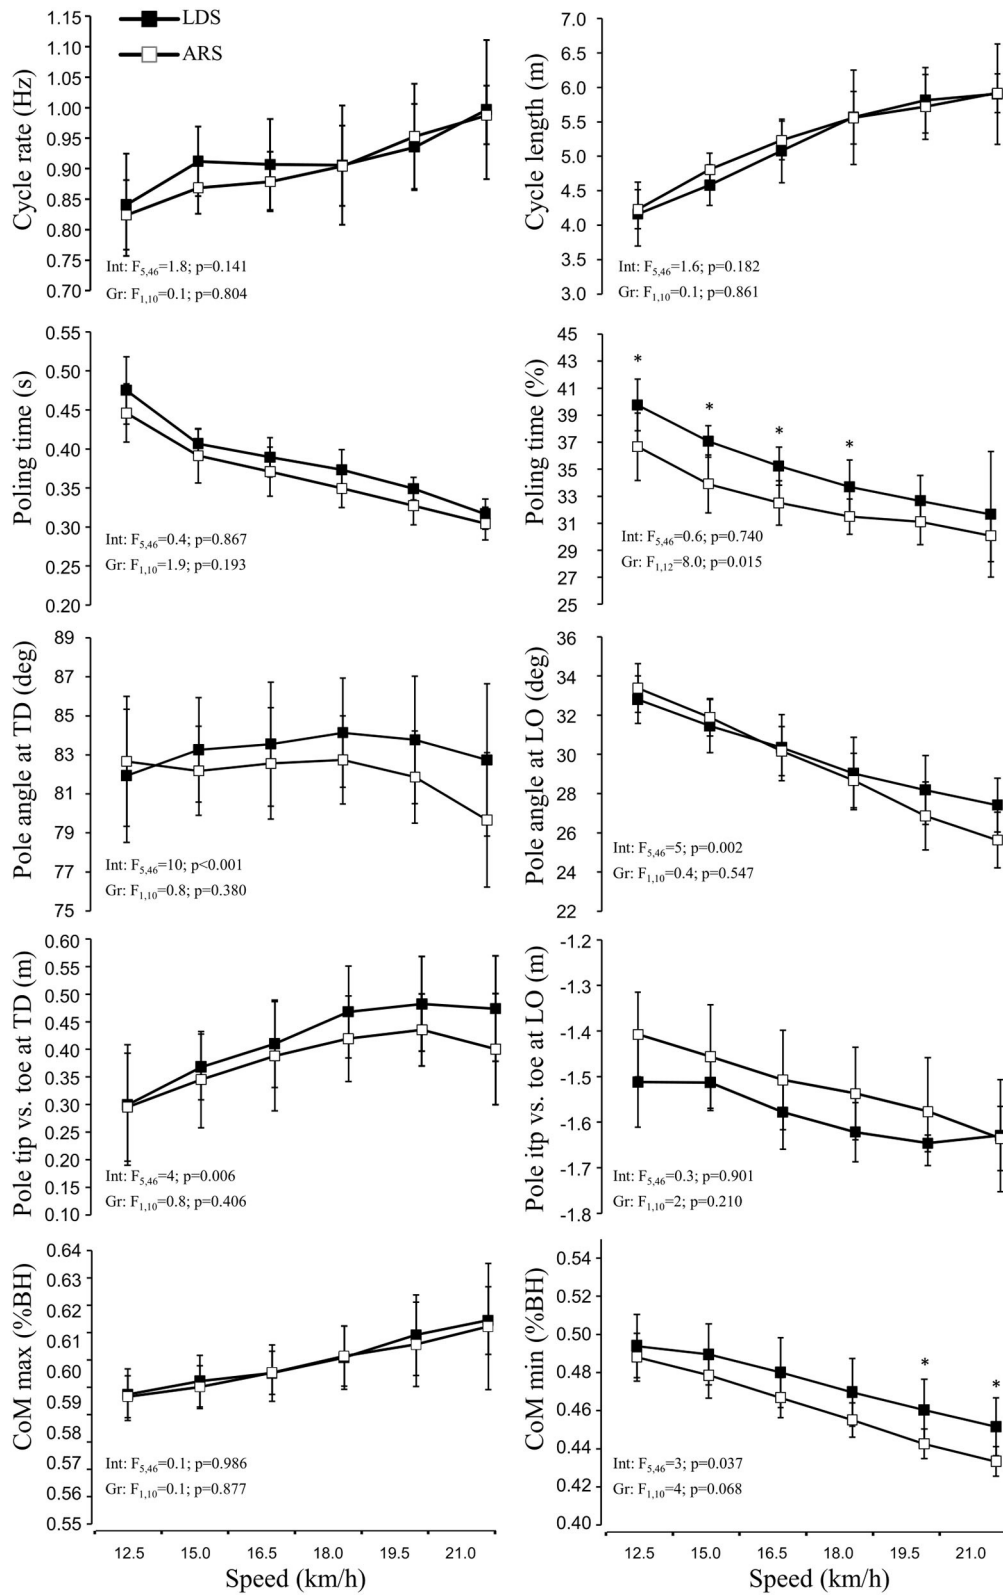 LDS
ARS
Cycle rate (Hz)
1.15
1.10
1.05
1.00
0.95
0.90
0.85
0.80
0.75
0.70
Int: F5,46=1.8; p=0.141
Gr: F1,10=0.1; p=0.804
Cycle length (m)
7.0
6.5
6.0
5.5
5.0
4.5
4.0
3.5
3.0
Int: F5,46=1.6; p=0.182
Gr: F1,10=0.1; p=0.861
Poling time (s)
0.55
0.50
0.45
0.40
0.35
0.30
0.25
0.20
Int: F5,46=0.4; p=0.867
Gr: F1,10=1.9; p=0.193
Poling time (%)
45
43
41
39
37
35
33
31
29
27
25
* * * *
Int: F5,46=0.6; p=0.740
Gr: F1,12=8.0; p=0.015
Pole angle at TD (deg)
89
87
85
83
81
79
77
75
Int: F5,46=10; p<0.001
Gr: F1,10=0.8; p=0.380
Pole angle at LO (deg)
36
34
32
30
28
26
24
22
Int: F5,46=5; p=0.002
Gr: F1,10=0.4; p=0.547
Pole tip vs. toe at TD (m)
0.60
0.55
0.50
0.45
0.40
0.35
0.30
0.25
0.20
0.15
0.10
Int: F5,46=4; p=0.006
Gr: F1,10=0.8; p=0.406
Pole itp vs. toe at LO (m)
-1.2
-1.3
-1.4
-1.5
-1.6
-1.7
-1.8
Int: F5,46=0.3; p=0.901
Gr: F1,10=2; p=0.210
CoM max (%BH)
0.64
0.63
0.62
0.61
0.60
0.59
0.58
0.57
0.56
0.55
Int: F5,46=0.1; p=0.986
Gr: F1,10=0.1; p=0.877
12.5 15.0 16.5 18.0 19.5 21.0
Speed (km/h)
CoM min (%BH)
0.54
0.52
0.50
0.48
0.46
0.44
0.42
0.40
* *
Int: F5,46=3; p=0.037
Gr: F1,10=4; p=0.068
12.5 15.0 16.5 18.0 19.5 21.0
Speed (km/h)